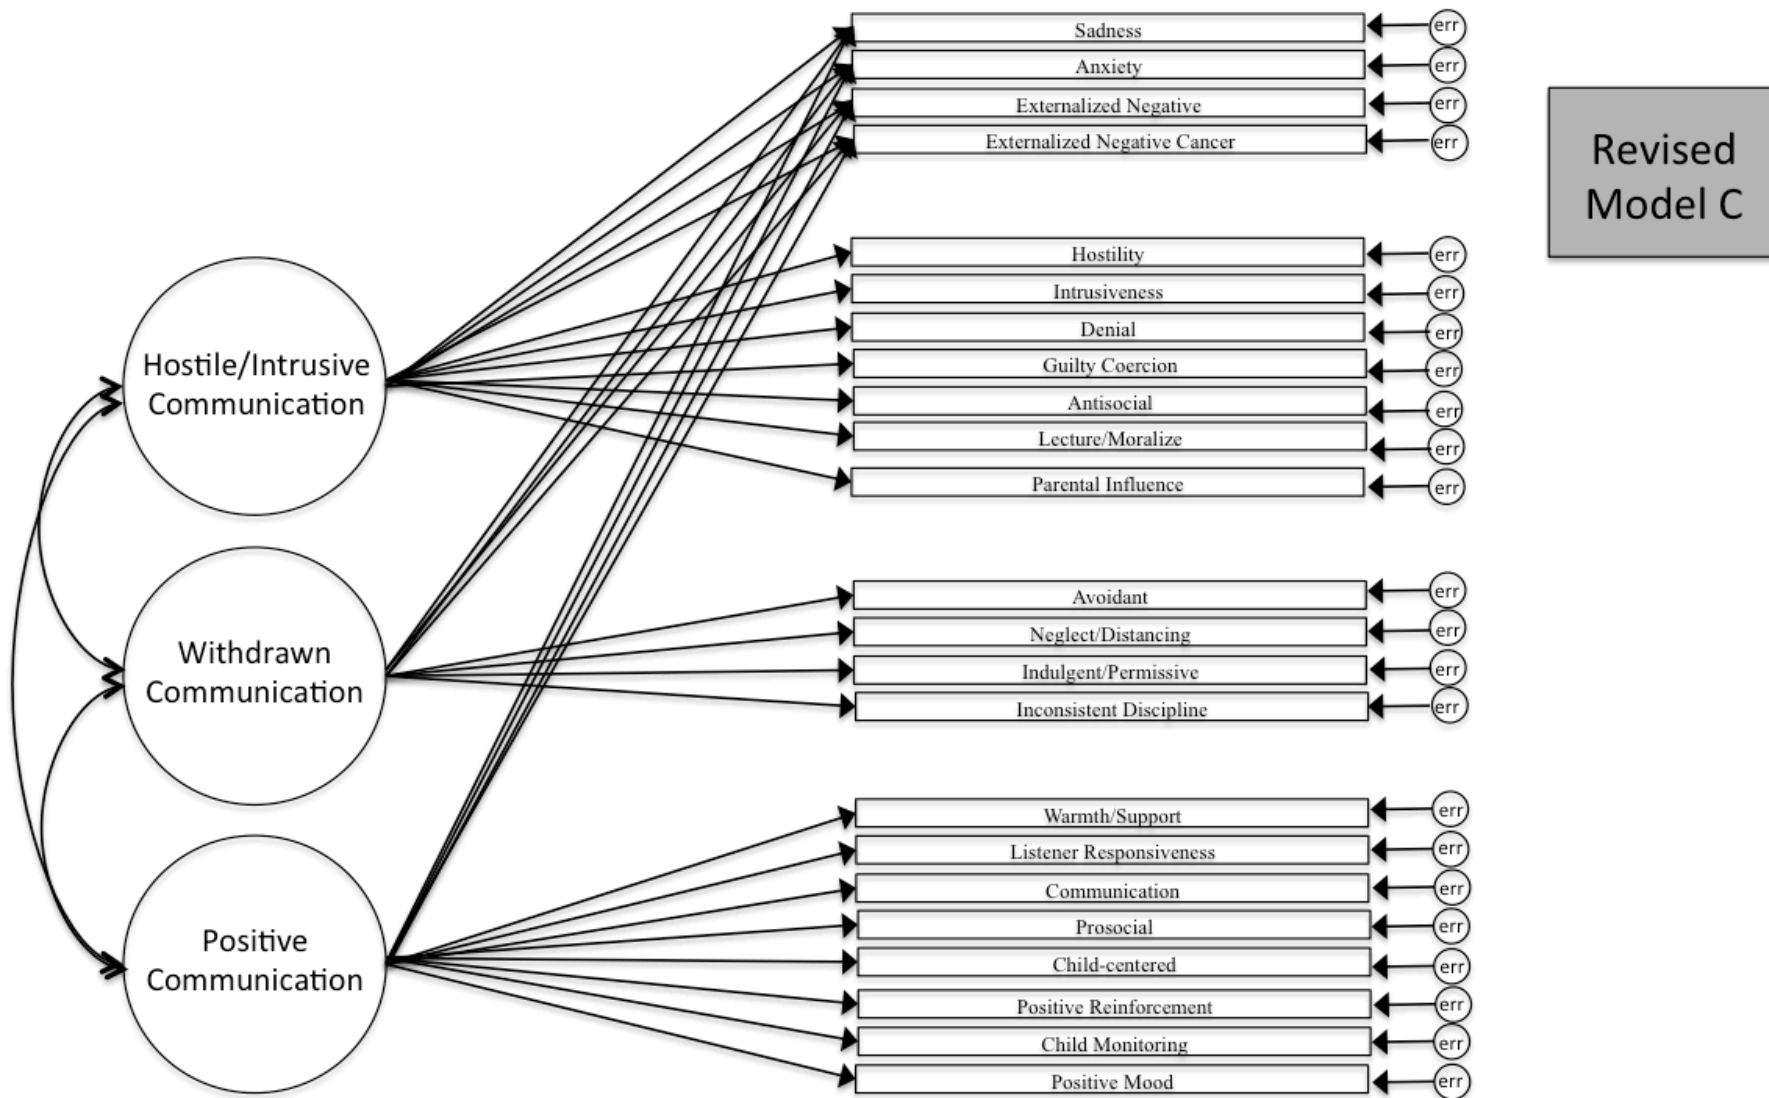 Sadness
err
Anxiety
err
Externalized Negative
err
Externalized Negative Cancer
err
Revised
Model C
Hostility
err
Intrusiveness
err
Denial
err
Guilty Coercion
err
Antisocial
err
Lecture/Moralize
err
Parental Influence
err
Hostile/Intrusive
Communication
Avoidant
err
Neglect/Distancing
err
Indulgent/Permissive
err
Inconsistent Discipline
err
Withdrawn
Communication
Warmth/Support
err
Listener Responsiveness
err
Communication
err
Prosocial
err
Child-centered
err
Positive Reinforcement
err
Child Monitoring
err
Positive Mood
err
Positive
Communication